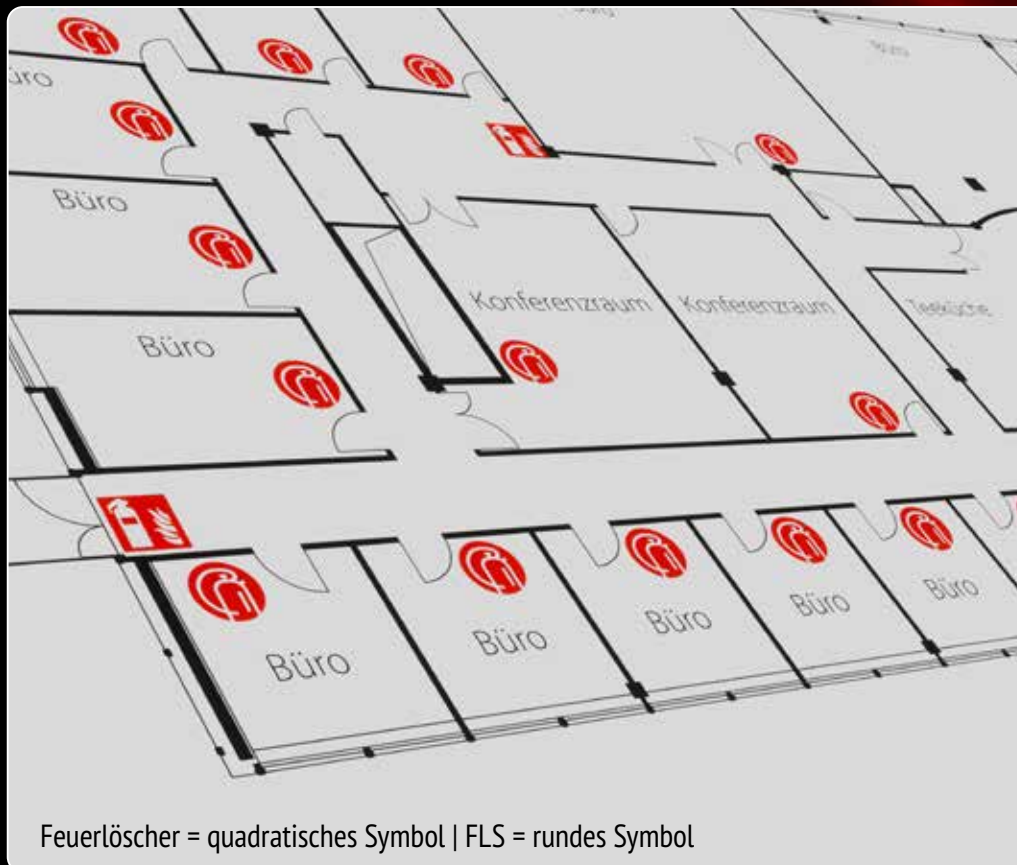 Büro
Büro
Büro
Konferenzraum
Konferenzraum
Teeküche
Büro
Büro
Büro
Büro
Büro
Büro
Feuerlöscher = quadratisches Symbol | FLS = rundes Symbol